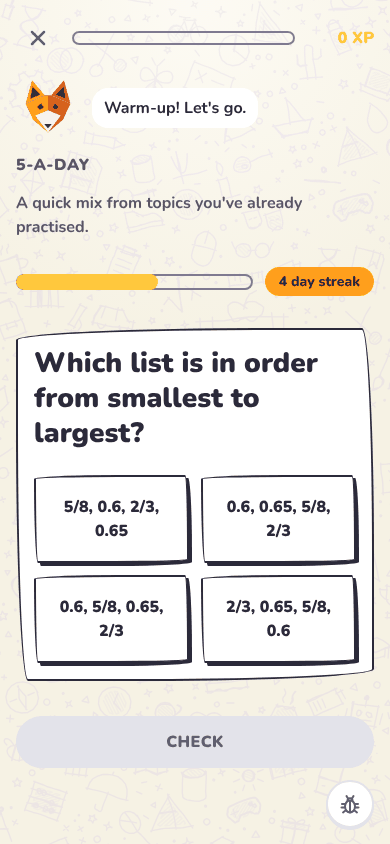 0 XP
Warm-up! Let's go.
5-A-DAY
A quick mix from topics you've already
practised.
4 day streak
Which list is in order
from smallest to
largest?
5/8, 0.6, 2/3,
0.65
0.6, 0.65, 5/8,
2/3
0.6, 5/8, 0.65,
2/3
2/3, 0.65, 5/8,
0.6
CHECK